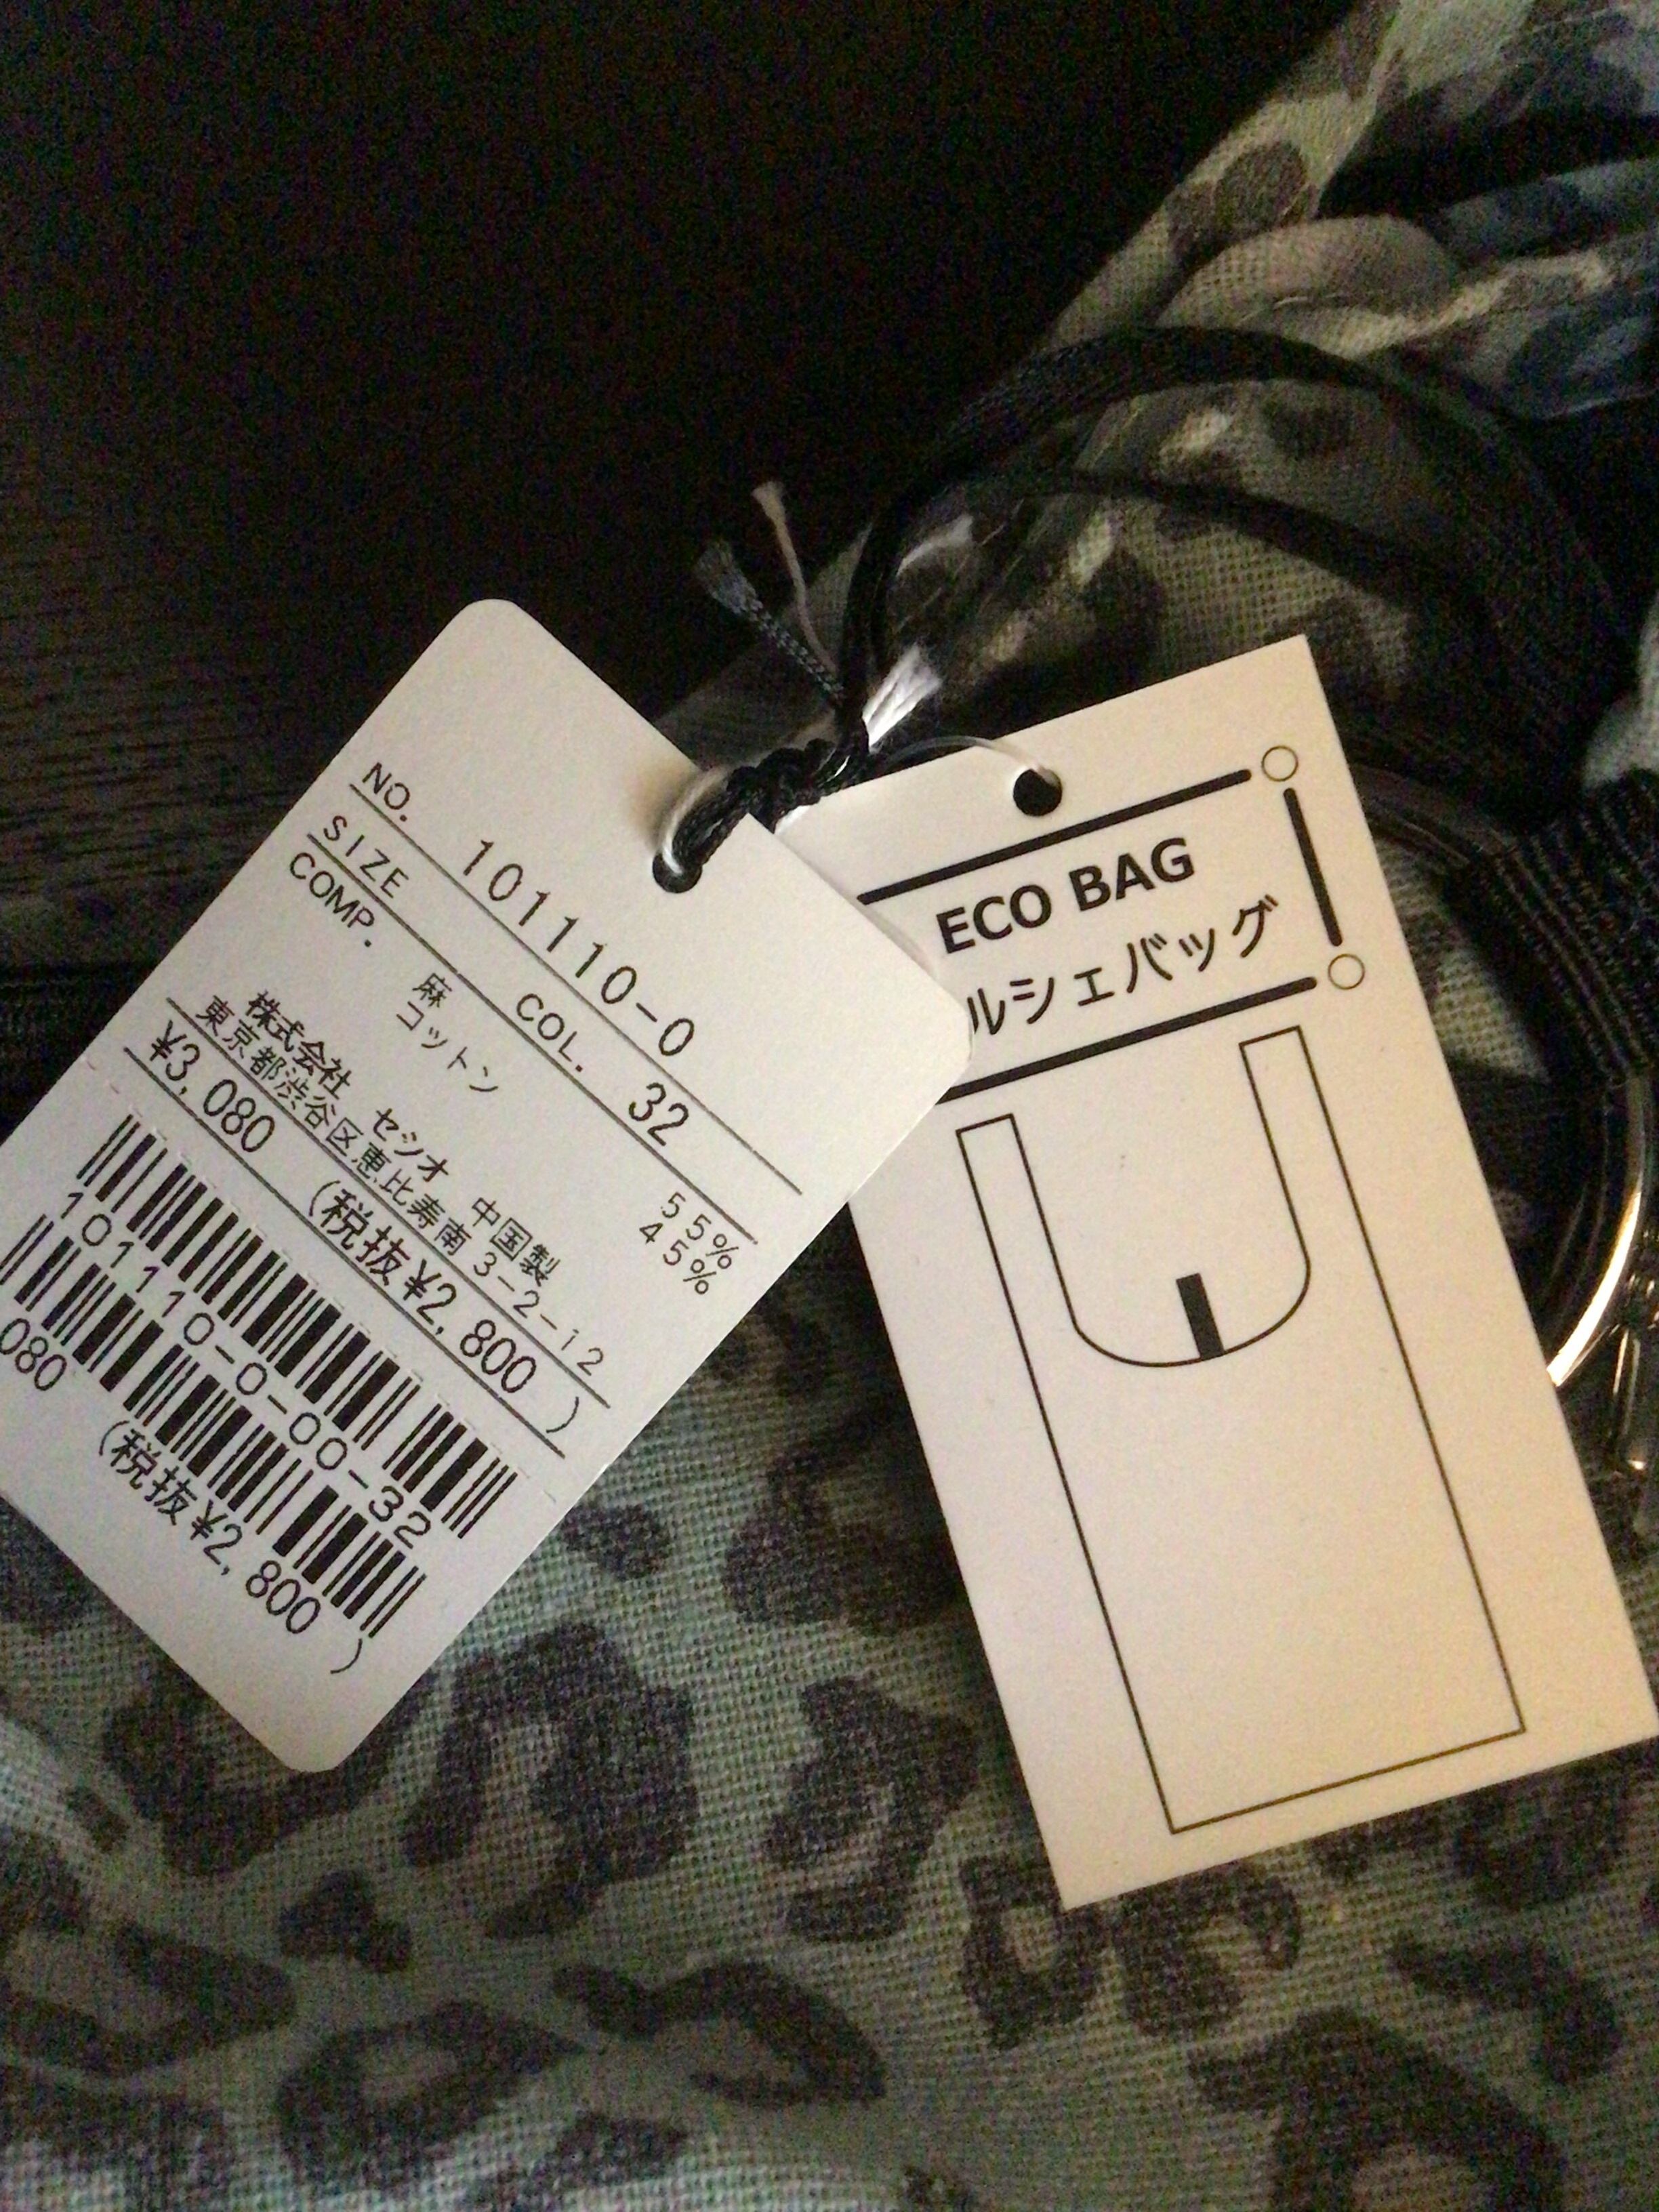 NO. 101110-0
SIZE COL. 32
COMP.
麻 55%
コットン 45%
株式会社 セシオ 中国製
東京都渋谷区恵比寿南3-2-12
¥3,080 (税抜¥2,800 )
101110-0-00-32
080 (税抜¥2,800 )
ECO BAG
ルシェバッグ